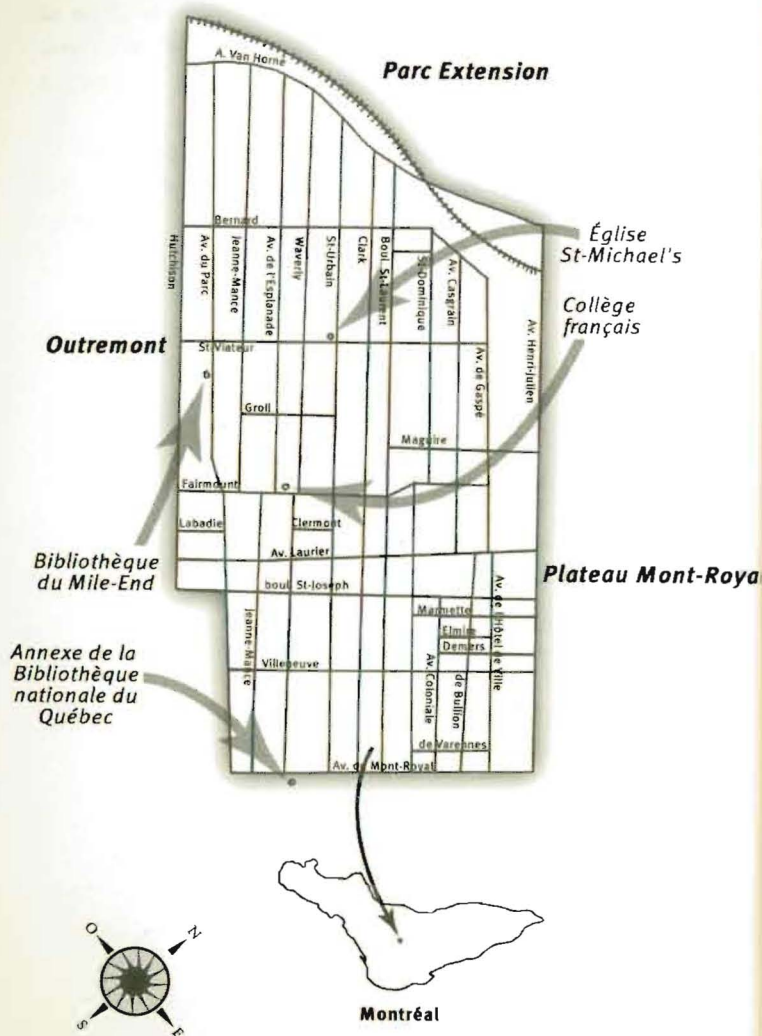 A. Van Horne
Parc Extension
Bernard
Hutchison
Av. du Parc
Jeanne-Mance
Av. de l'Esplanade
Waverly
St-Urbain
Clark
Boul. St-Laurent
St-Dominique
Av. Casgrain
Av. de Gaspé
Av. Henri-Julien
Église
St-Michael's
Collège
français
Outremont
St-Viateur
Groll
Maguire
Fairmount
Labadie
Clermont
Av. Laurier
Bibliothèque
du Mile-End
boul. St-Joseph
Plateau Mont-Roya
Jeanne-Mance
Marmette
Elmire
Demers
Av. de l'Hôtel de Ville
Villeneuve
Av. Coloniale
de Bullion
Annexe de la
Bibliothèque
nationale du
Québec
de Varennes
Av. du Mont-Royal
O
N
S
E
Montréal